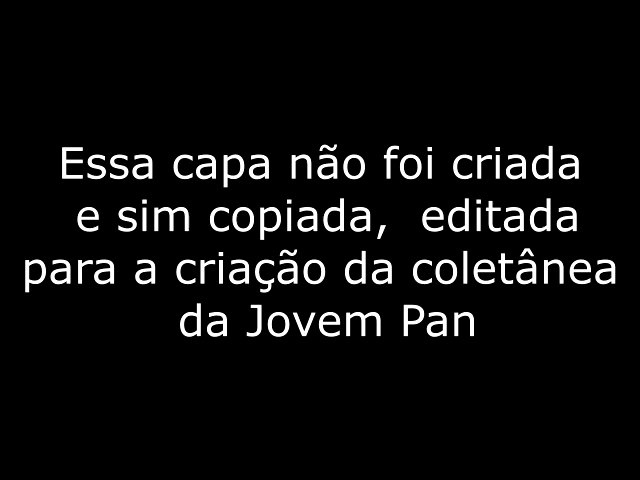 Essa capa não foi criada
e sim copiada,  editada
para a criação da coletânea
da Jovem Pan